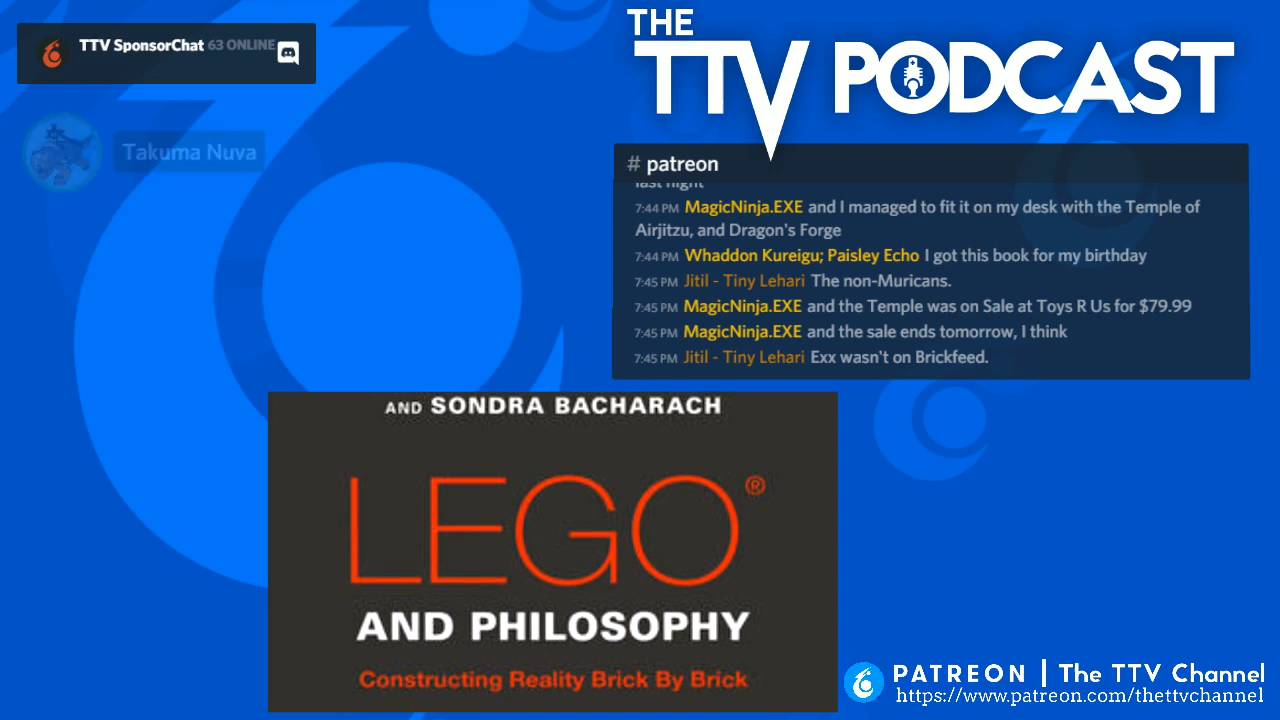 TTV SponsorChat 63 ONLINE
Takuma Nuva
THE
TTV PODCAST
# patreon
last night
7:44 PM MagicNinja.EXE and I managed to fit it on my desk with the Temple of
Airjitzu, and Dragon's Forge
7:44 PM Whaddon Kureigu; Paisley Echo I got this book for my birthday
7:45 PM Jitil - Tiny Lehari The non-Muricans.
7:45 PM MagicNinja.EXE and the Temple was on Sale at Toys R Us for $79.99
7:45 PM MagicNinja.EXE and the sale ends tomorrow, I think
7:45 PM Jitil - Tiny Lehari Exx wasn't on Brickfeed.
AND SONDRA BACHARACH
LEGO®
AND PHILOSOPHY
Constructing Reality Brick By Brick
PATREON | The TTV Channel
https://www.patreon.com/thettvchannel